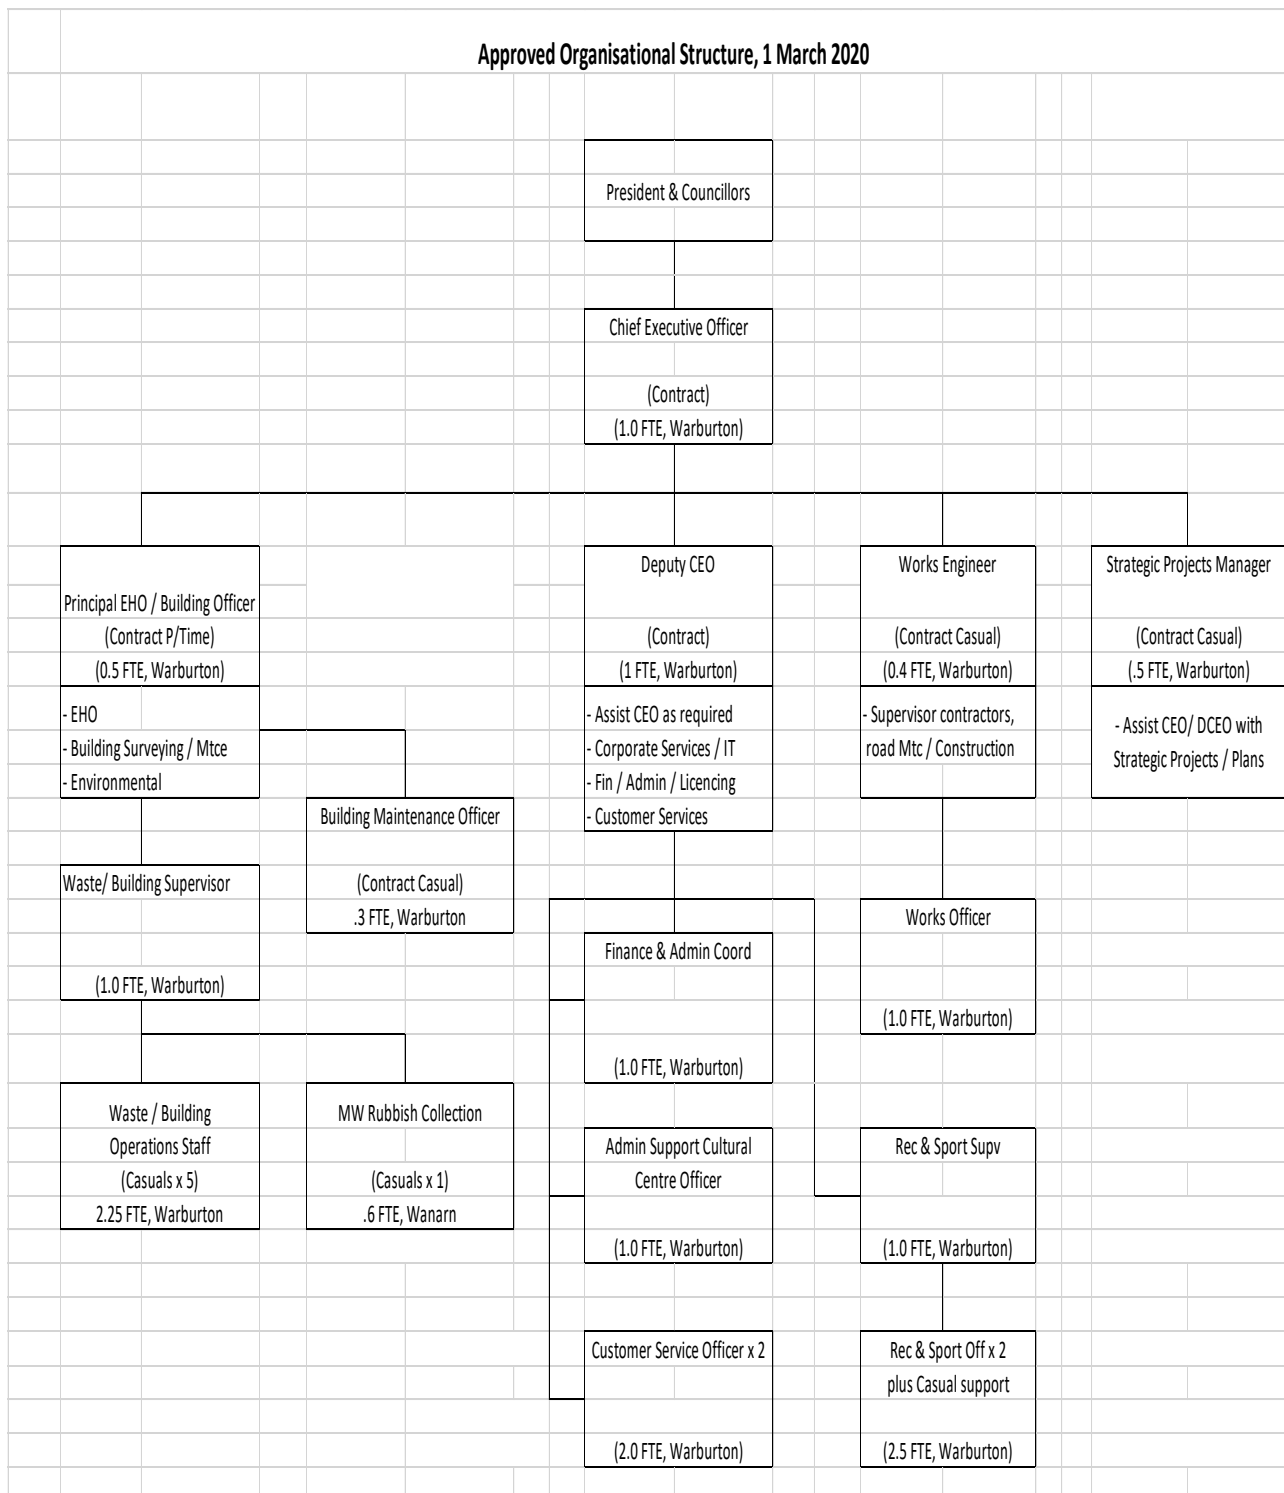 Approved Organisational Structure, 1 March 2020
President & Councillors
Chief Executive Officer
(Contract)
(1.0 FTE, Warburton)
Principal EHO / Building Officer
(Contract P/Time)
(0.5 FTE, Warburton)
- EHO
- Building Surveying / Mtce
- Environmental
Deputy CEO
(Contract)
(1 FTE, Warburton)
- Assist CEO as required
- Corporate Services / IT
- Fin / Admin / Licencing
- Customer Services
Works Engineer
(Contract Casual)
(0.4 FTE, Warburton)
- Supervisor contractors,
road Mtc / Construction
Strategic Projects Manager
(Contract Casual)
(.5 FTE, Warburton)
- Assist CEO/ DCEO with
Strategic Projects / Plans
Building Maintenance Officer
(Contract Casual)
.3 FTE, Warburton
Waste/ Building Supervisor
(1.0 FTE, Warburton)
Finance & Admin Coord
(1.0 FTE, Warburton)
Works Officer
(1.0 FTE, Warburton)
Waste / Building
Operations Staff
(Casuals x 5)
2.25 FTE, Warburton
MW Rubbish Collection
(Casuals x 1)
.6 FTE, Wanarn
Admin Support Cultural
Centre Officer
(1.0 FTE, Warburton)
Rec & Sport Supv
(1.0 FTE, Warburton)
Customer Service Officer x 2
(2.0 FTE, Warburton)
Rec & Sport Off x 2
plus Casual support
(2.5 FTE, Warburton)